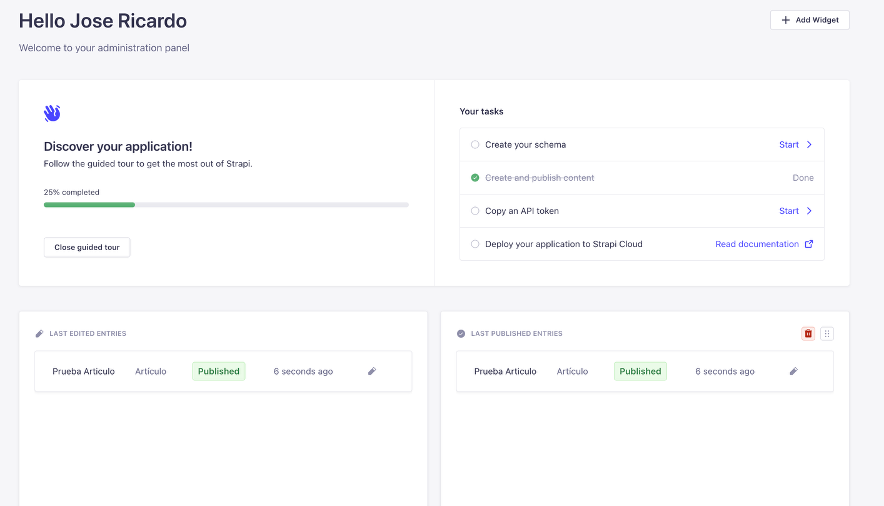 Hello Jose Ricardo
Add Widget
Welcome to your administration panel
Discover your application!
Follow the guided tour to get the most out of Strapi.
25% completed
Close guided tour
Your tasks
Create your schema Start
Create and publish content Done
Copy an API token Start
Deploy your application to Strapi Cloud Read documentation
LAST EDITED ENTRIES
Prueba Articulo Artículo Published 6 seconds ago
LAST PUBLISHED ENTRIES
Prueba Articulo Artículo Published 6 seconds ago